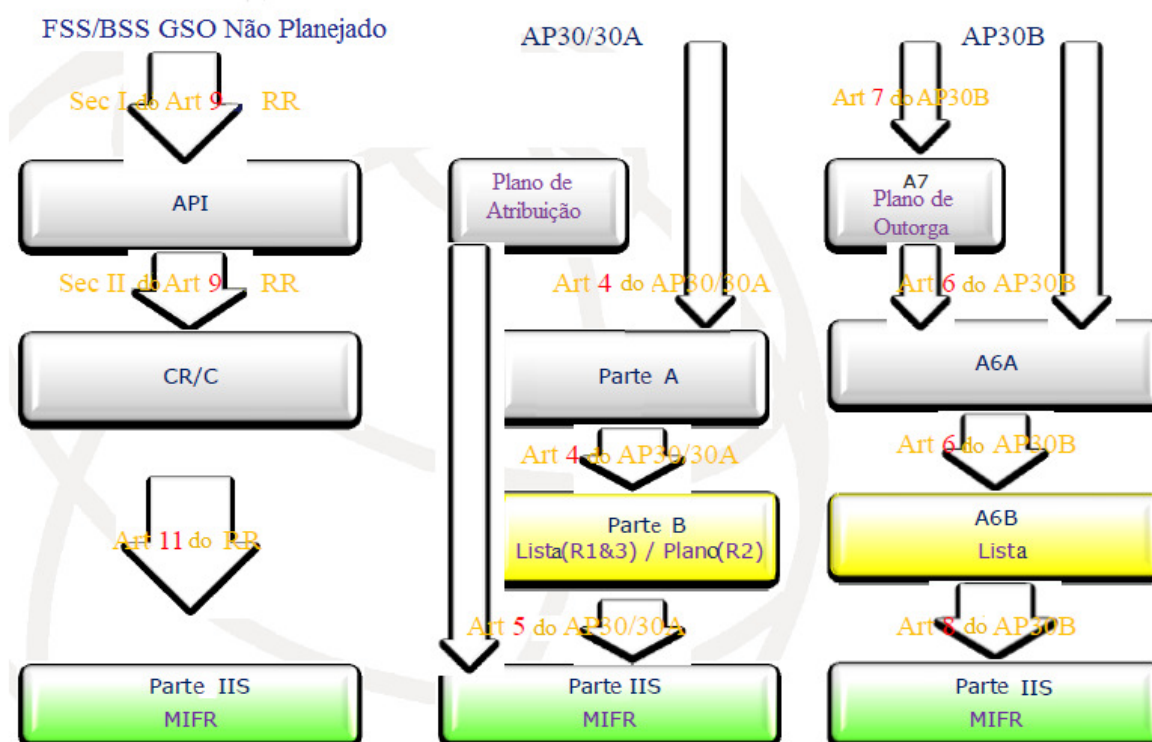 FSS/BSS GSO Não Planejado
Sec I do Art 9 RR
API
Sec II do Art 9 RR
CR/C
Art 11 do RR
Parte IIS
MIFR
AP30/30A
Plano de
Atribuição
Art 4 do AP30/30A
Parte A
Art 4 do AP30/30A
Parte B
Lista(R1&3) / Plano(R2)
Art 5 do AP30/30A
Parte IIS
MIFR
AP30B
Art 7 do AP30B
A7
Plano de
Outorga
Art 6 do AP30B
A6A
Art 6 do AP30B
A6B
Lista
Art 8 do AP30B
Parte IIS
MIFR